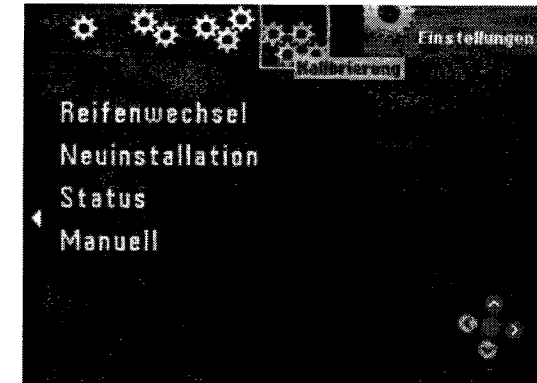 Einstellungen
Kalibrierung
Reifenwechsel
Neuinstallation
Status
Manuell